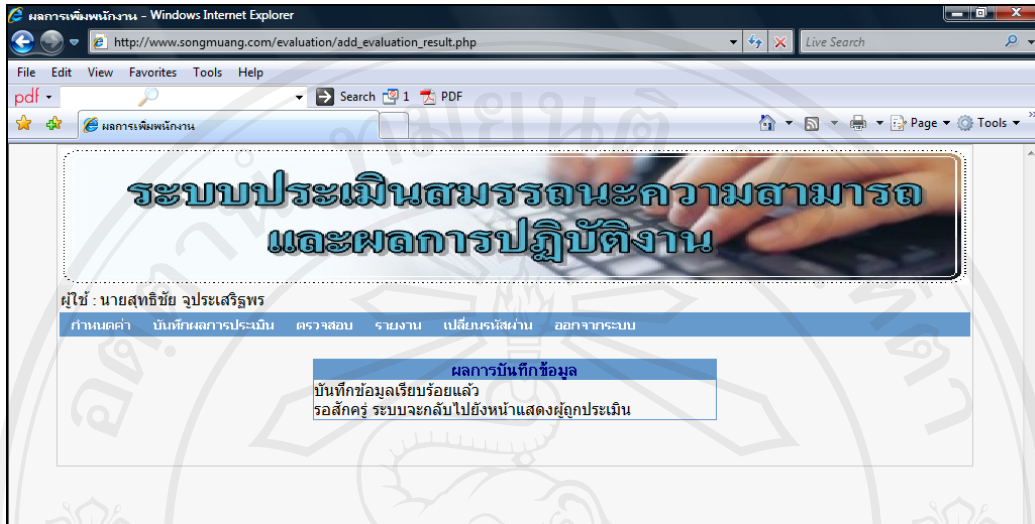 ผลการเพิ่มพนักงาน - Windows Internet Explorer
http://www.songmuang.com/evaluation/add_evaluation_result.php
Live Search
File Edit View Favorites Tools Help
pdf Search 1 PDF
ผลการเพิ่มพนักงาน Page Tools
ระบบประเมินสมรรถนะความสามารถ
และผลการปฏิบัติงาน
ผู้ใช้ : นายสุทธิชัย จูประเสริฐพร
กำหนดค่า บันทึกผลการประเมิน ตรวจสอบ รายงาน เปลี่ยนรหัสผ่าน ออกจากระบบ
ผลการบันทึกข้อมูล
บันทึกข้อมูลเรียบร้อยแล้ว
รอสักครู่ ระบบจะกลับไปยังหน้าแสดงผู้ถูกประเมิน